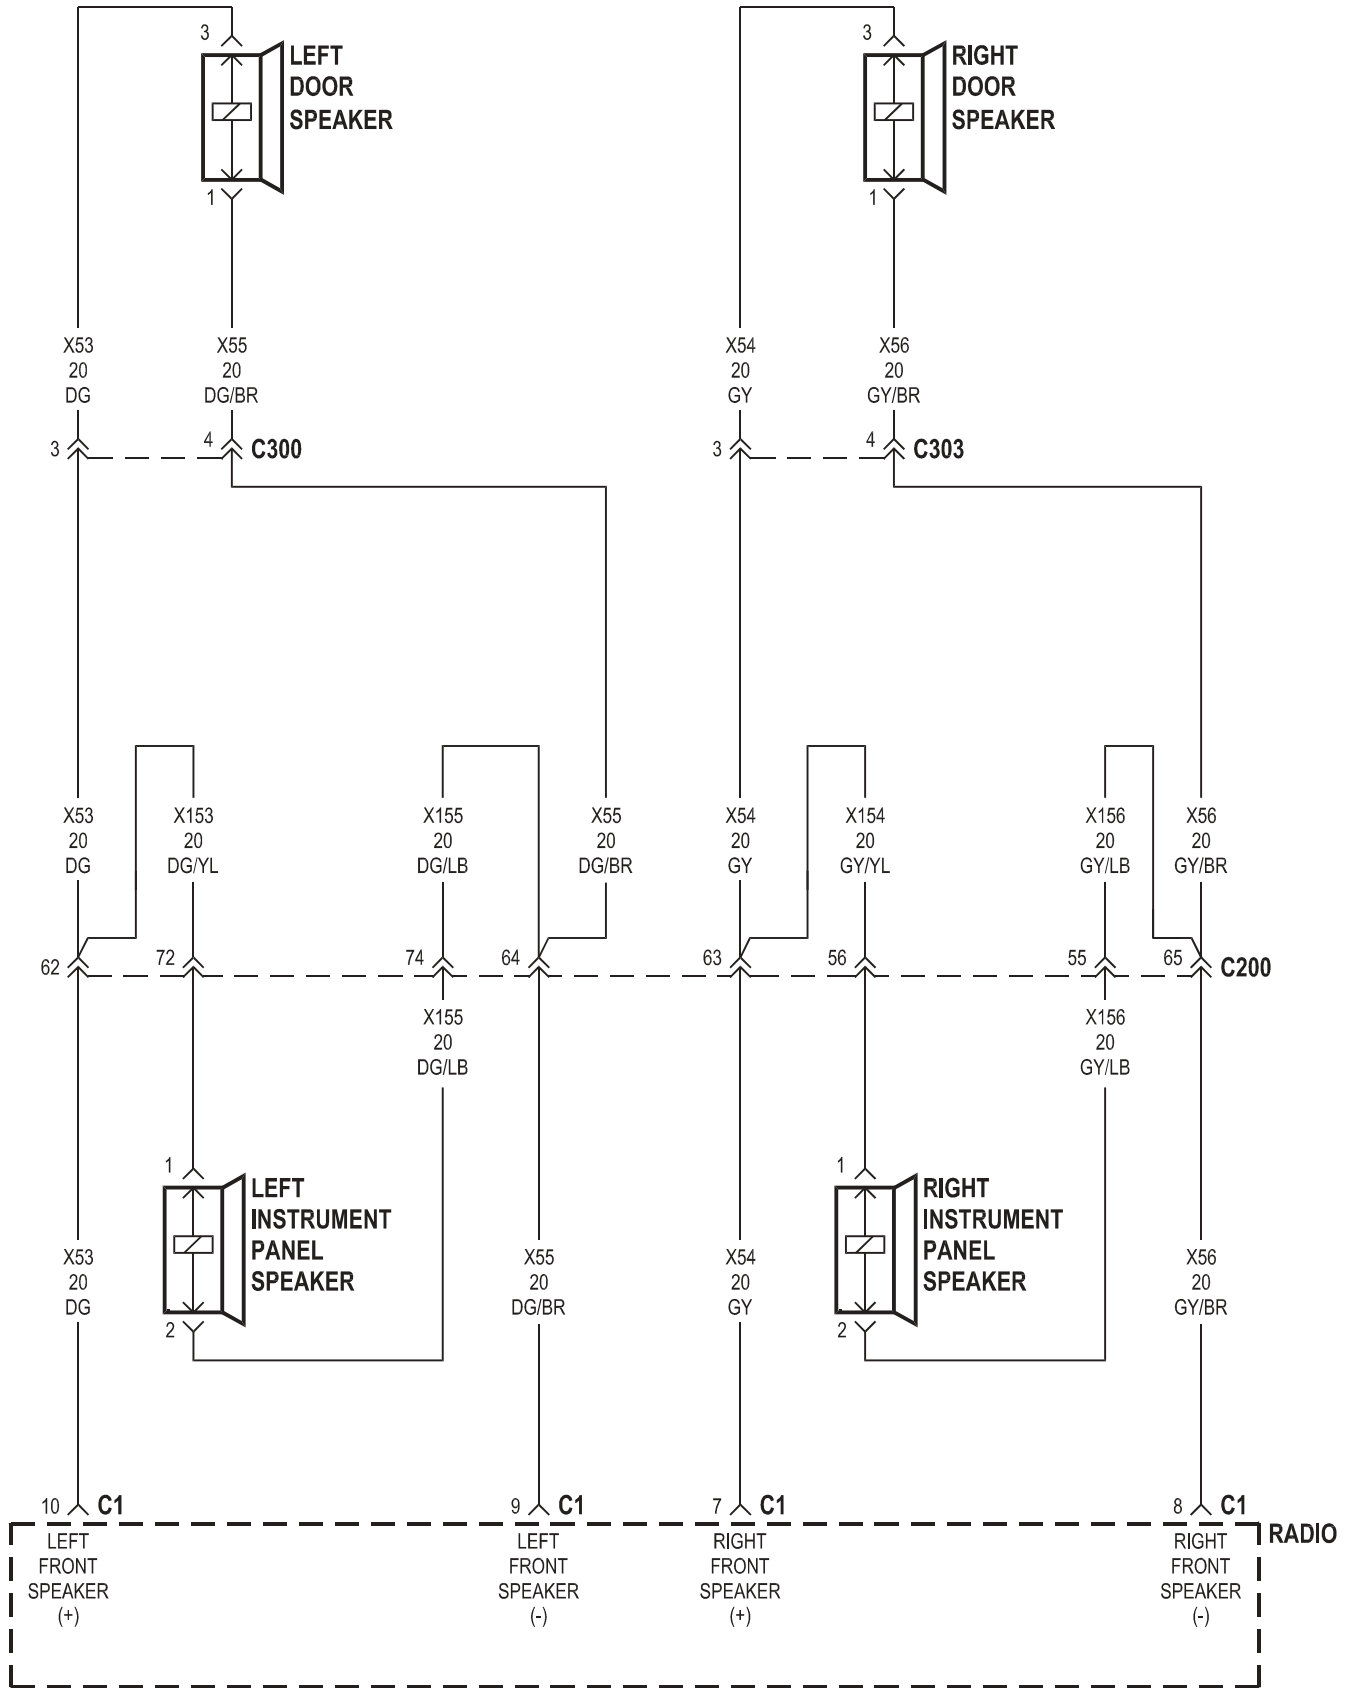 3
LEFT
DOOR
SPEAKER
1
3
RIGHT
DOOR
SPEAKER
1
X53
20
DG
X55
20
DG/BR
X54
20
GY
X56
20
GY/BR
3
4
C300
3
4
C303
X53
20
DG
X153
20
DG/YL
X155
20
DG/LB
X55
20
DG/BR
X54
20
GY
X154
20
GY/YL
X156
20
GY/LB
X56
20
GY/BR
62
72
74
64
63
56
55
65
C200
X155
20
DG/LB
X156
20
GY/LB
1
LEFT
INSTRUMENT
PANEL
SPEAKER
2
1
RIGHT
INSTRUMENT
PANEL
SPEAKER
2
X53
20
DG
X55
20
DG/BR
X54
20
GY
X56
20
GY/BR
10
C1
9
C1
7
C1
8
C1
LEFT
FRONT
SPEAKER
(+)
LEFT
FRONT
SPEAKER
(-)
RIGHT
FRONT
SPEAKER
(+)
RIGHT
FRONT
SPEAKER
(-)
RADIO